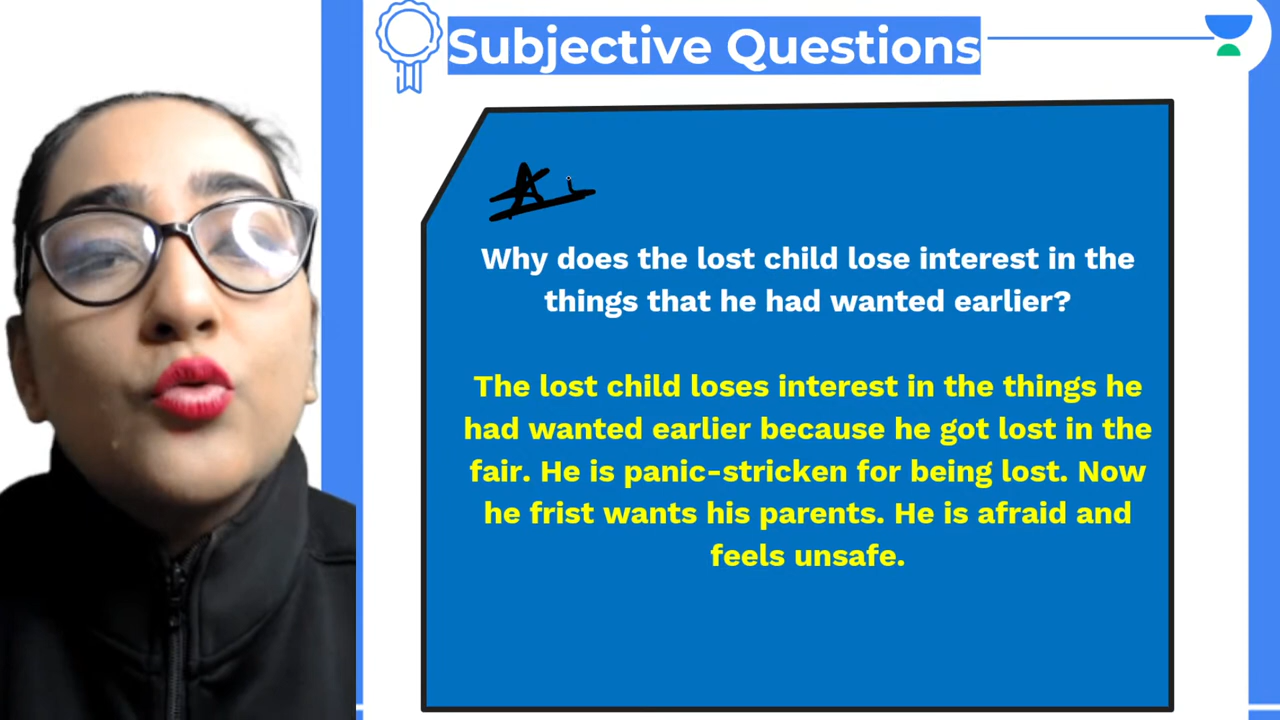 Subjective Questions
Why does the lost child lose interest in the
things that he had wanted earlier?
The lost child loses interest in the things he
had wanted earlier because he got lost in the
fair. He is panic-stricken for being lost. Now
he frist wants his parents. He is afraid and
feels unsafe.